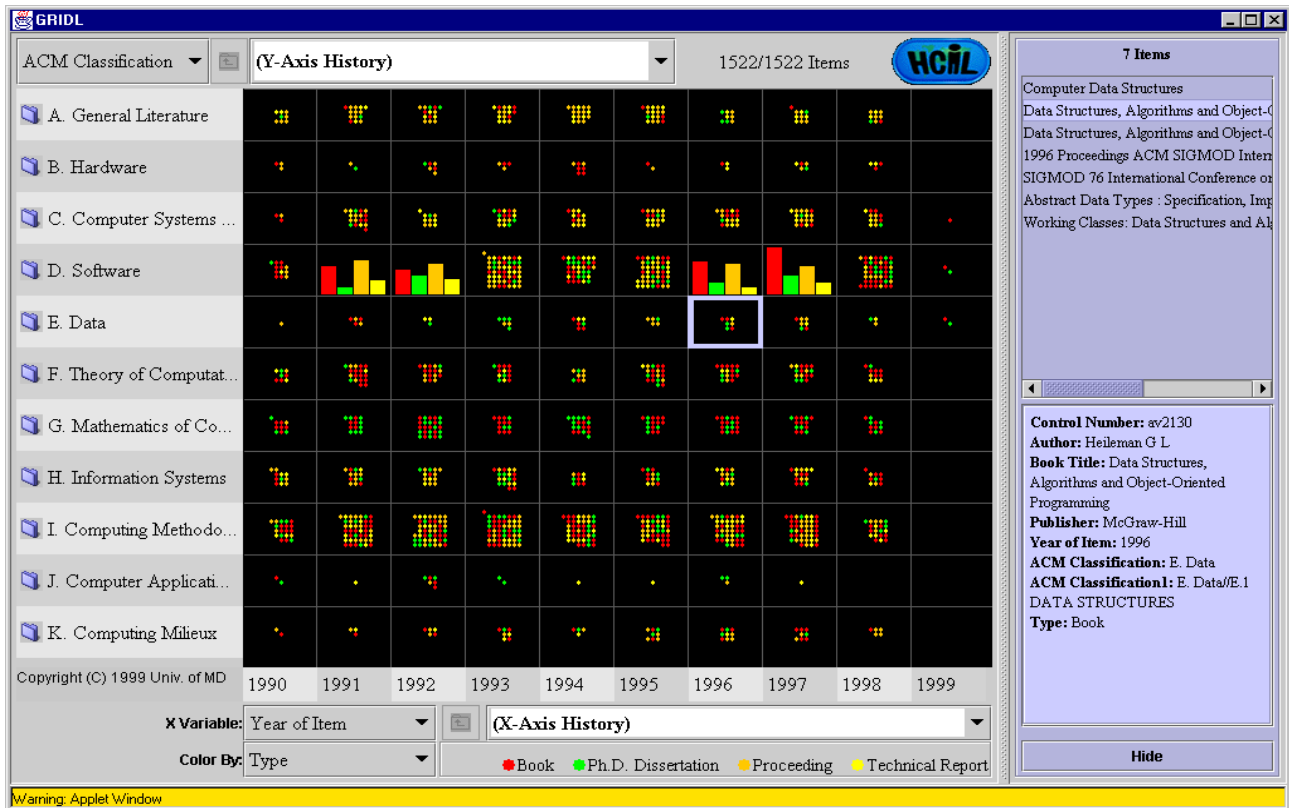 GRIDL
ACM Classification
(Y-Axis History)
1522/1522 Items
HCIL
A. General Literature
B. Hardware
C. Computer Systems ...
D. Software
E. Data
F. Theory of Computat...
G. Mathematics of Co...
H. Information Systems
I. Computing Methodo...
J. Computer Applicati...
K. Computing Milieux
Copyright (C) 1999 Univ. of MD
1990 1991 1992 1993 1994 1995 1996 1997 1998 1999
X Variable: Year of Item
(X-Axis History)
Color By: Type
Book Ph.D. Dissertation Proceeding Technical Report
Warning: Applet Window
7 Items
Computer Data Structures
Data Structures, Algorithms and Object-
Data Structures, Algorithms and Object-
1996 Proceedings ACM SIGMOD Intern
SIGMOD 76 International Conference on
Abstract Data Types : Specification, Imp
Working Classes: Data Structures and Alg
Control Number: av2130
Author: Heileman G L
Book Title: Data Structures,
Algorithms and Object-Oriented
Programming
Publisher: McGraw-Hill
Year of Item: 1996
ACM Classification: E. Data
ACM Classification1: E. Data//E.1
DATA STRUCTURES
Type: Book
Hide